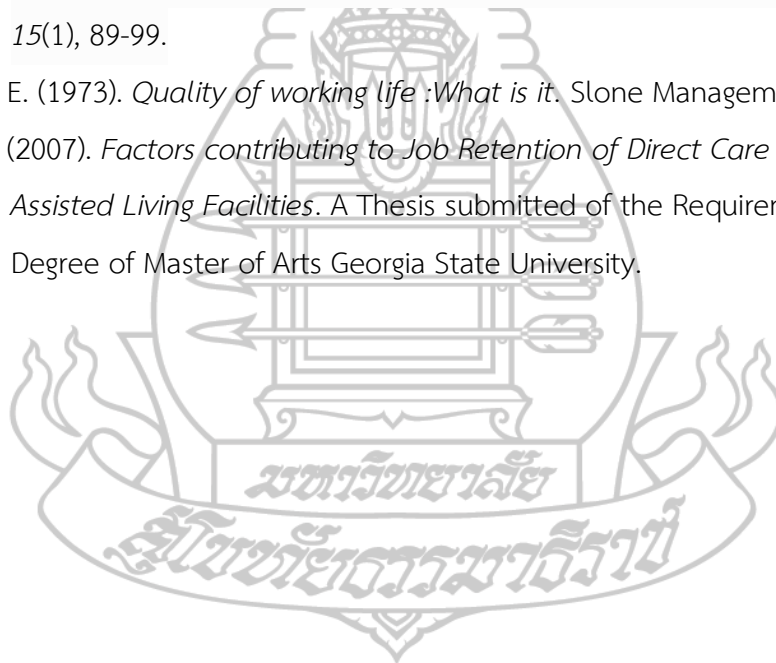 15(1), 89-99.
E. (1973). Quality of working life :What is it. Slone Managem
(2007). Factors contributing to Job Retention of Direct Care
Assisted Living Facilities. A Thesis submitted of the Requirer
Degree of Master of Arts Georgia State University.
มหาวิทยาลัย
สุโขทัยธรรมาธิราช